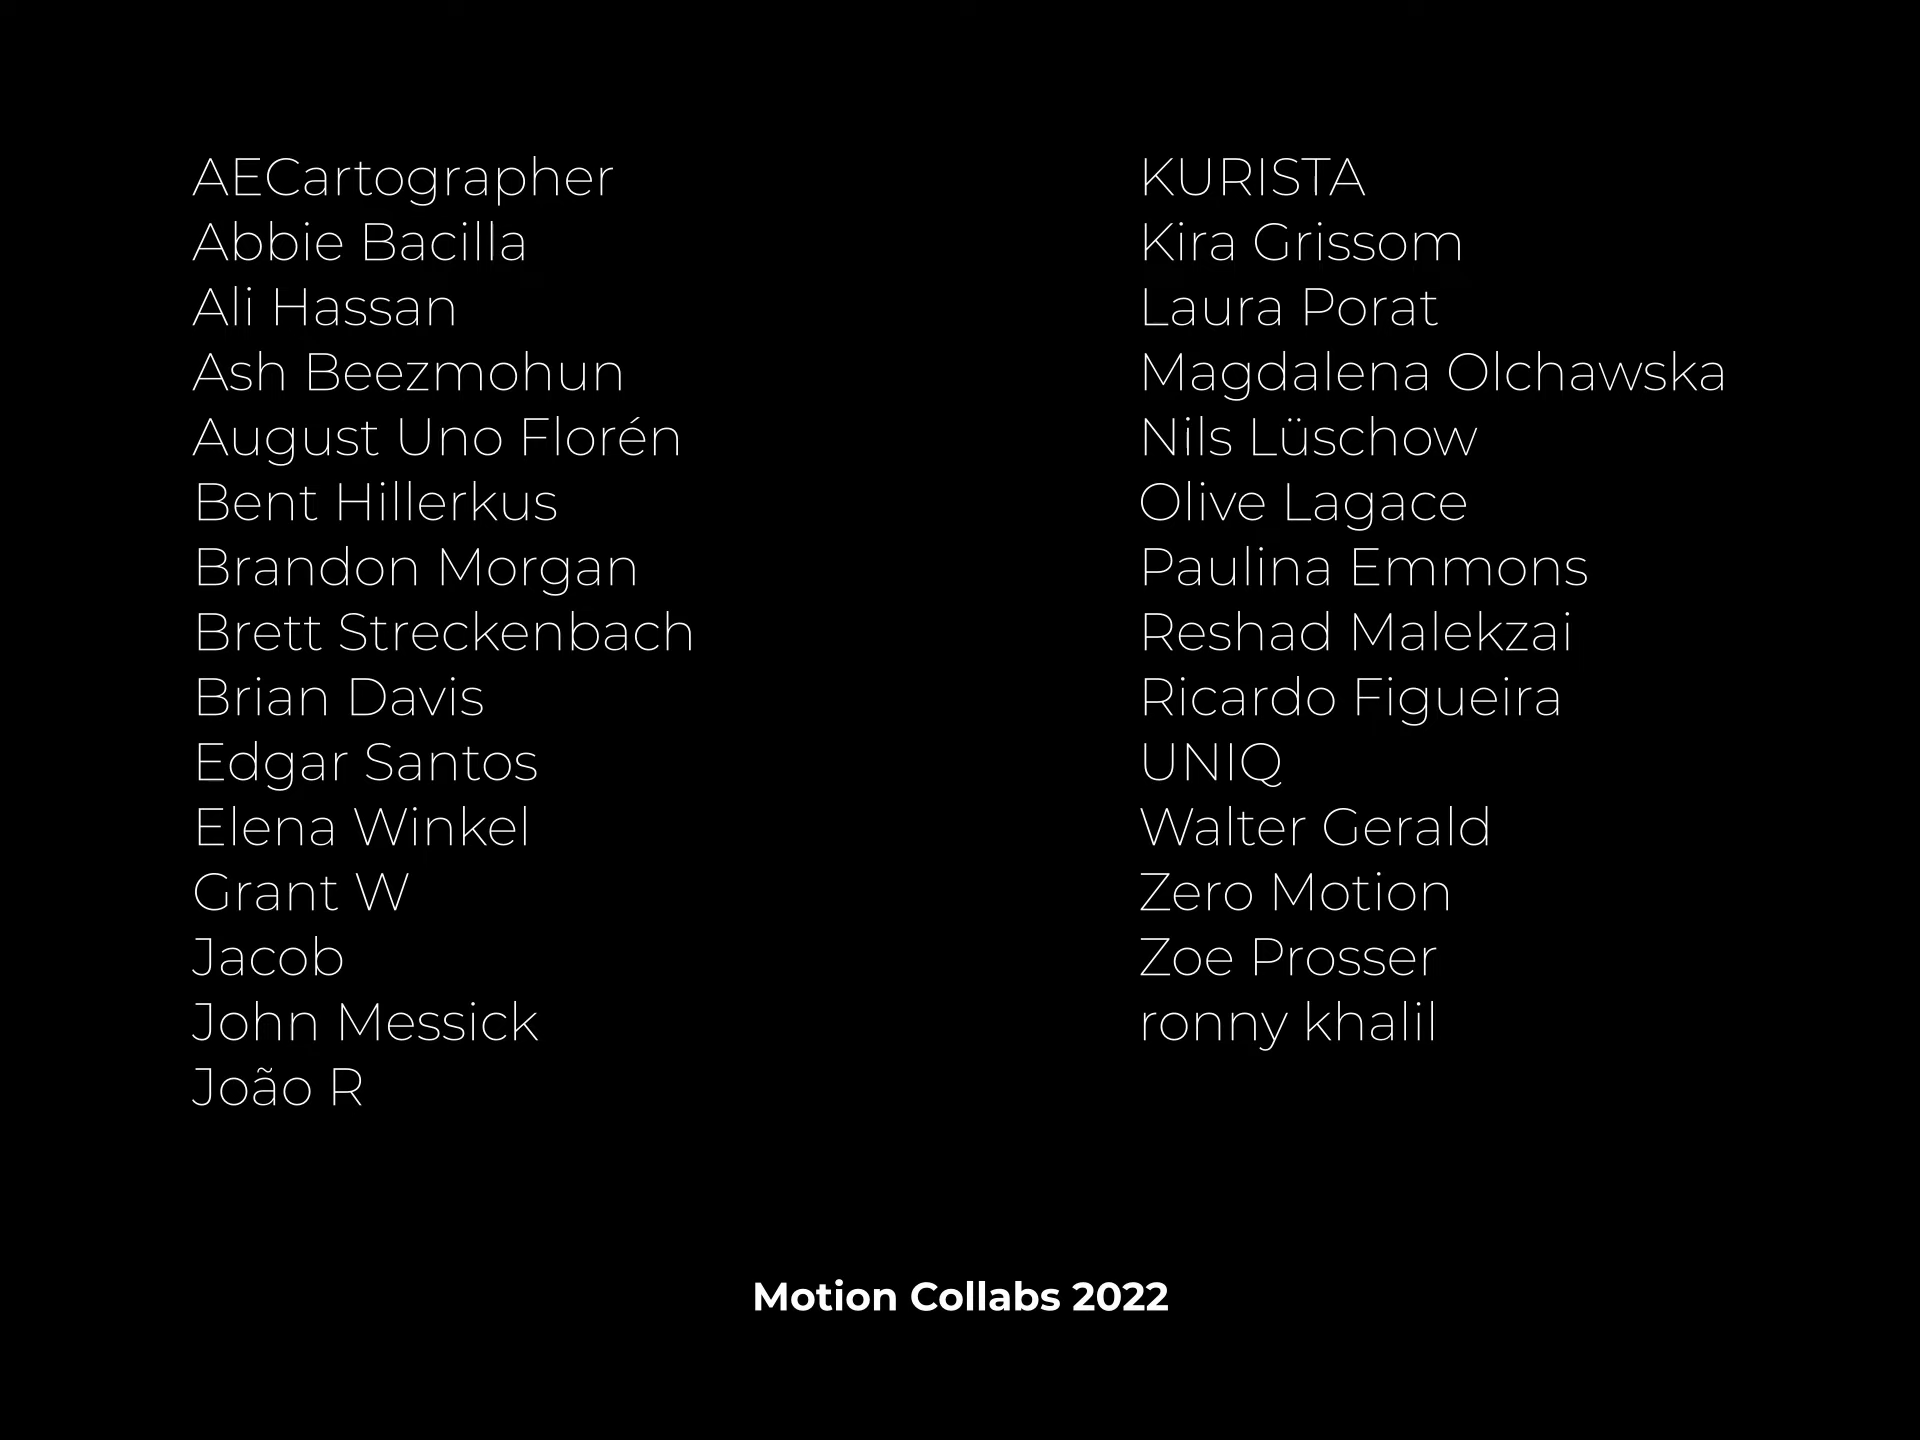 AECartographer
Abbie Bacilla
Ali Hassan
Ash Beezmohun
August Uno Florén
Bent Hillerkus
Brandon Morgan
Brett Streckenbach
Brian Davis
Edgar Santos
Elena Winkel
Grant W
Jacob
John Messick
João R
KURISTA
Kira Grissom
Laura Porat
Magdalena Olchawska
Nils Lüschow
Olive Lagace
Paulina Emmons
Reshad Malekzai
Ricardo Figueira
UNIQ
Walter Gerald
Zero Motion
Zoe Prosser
ronny khalil
Motion Collabs 2022